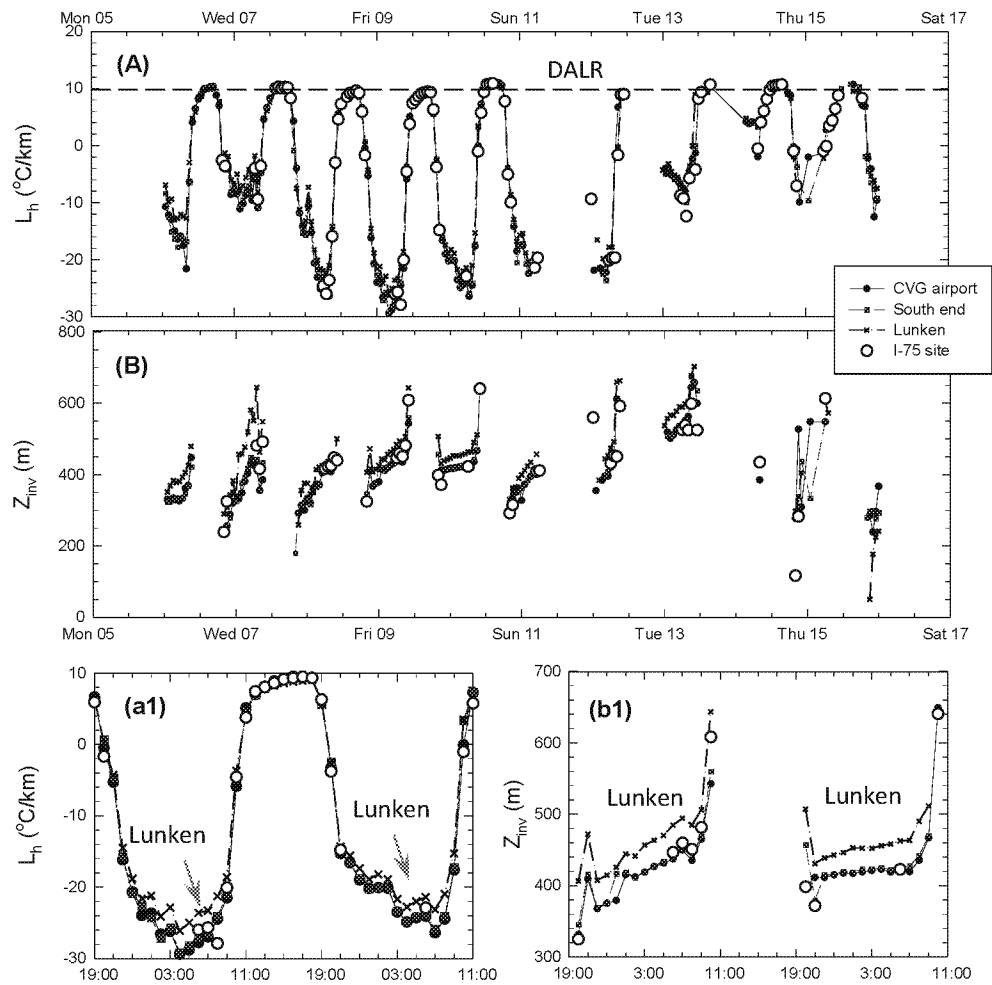 Mon 05 Wed 07 Fri 09 Sun 11 Tue 13 Thu 15 Sat 17
20
10
0
-10
-20
-30
(A)
DALR
L_h (°C/km)
CVG airport
South end
Lunken
I-75 site
800
600
400
200
0
(B)
Z_inv (m)
Mon 05 Wed 07 Fri 09 Sun 11 Tue 13 Thu 15 Sat 17
10
0
-10
-20
-30
(a1)
Lunken
Lunken
L_h (°C/km)
19:00 03:00 11:00 19:00 03:00 11:00
700
600
500
400
300
(b1)
Lunken
Lunken
Z_inv (m)
19:00 3:00 11:00 19:00 3:00 11:00